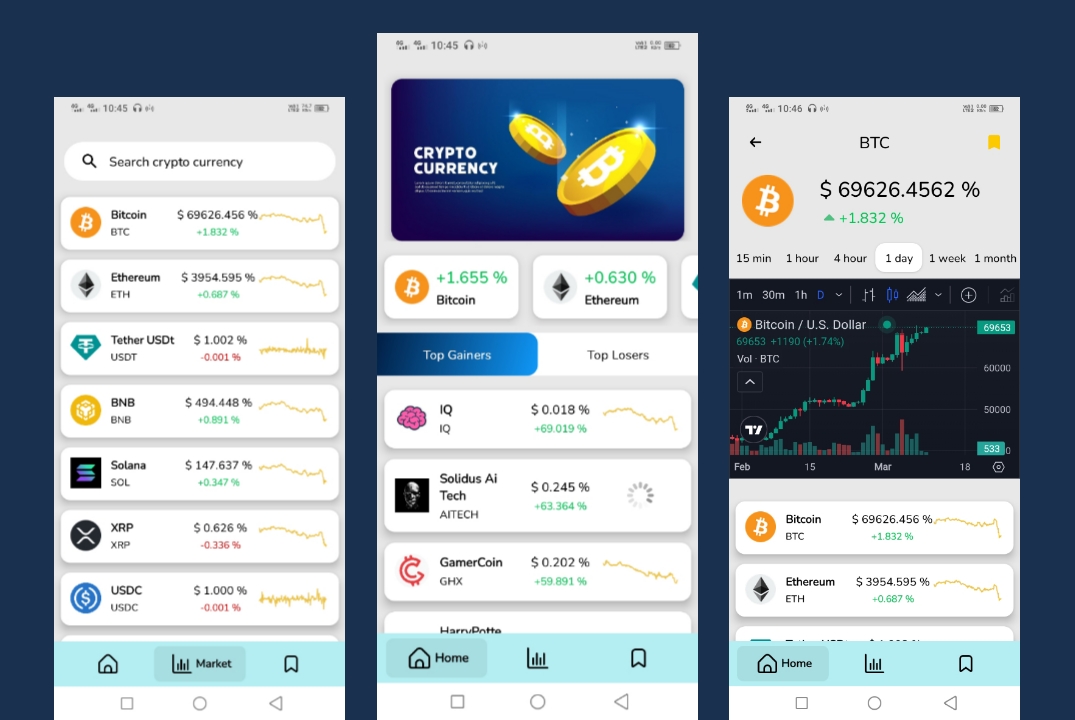 10:45
Search crypto currency
Bitcoin $ 69626.456 %
BTC +1.832 %
Ethereum $ 3954.595 %
ETH +0.687 %
Tether USDt $ 1.002 %
USDT -0.001 %
BNB $ 494.448 %
BNB +0.891 %
Solana $ 147.637 %
SOL +0.347 %
XRP $ 0.626 %
XRP -0.336 %
USDC $ 1.000 %
USDC -0.001 %
Market
10:45
CRYPTO
CURRENCY
+1.655 %
Bitcoin
+0.630 %
Ethereum
Top Gainers Top Losers
IQ $ 0.018 %
IQ +69.019 %
Solidus Ai
Tech $ 0.245 %
AITECH +63.364 %
GamerCoin $ 0.202 %
GHX +59.891 %
HarryPotte
Home
10:46
BTC
$ 69626.4562 %
+1.832 %
15 min 1 hour 4 hour 1 day 1 week 1 month
1m 30m 1h D
Bitcoin / U.S. Dollar 69653
69653 +1190 (+1.74%)
Vol · BTC
60000
50000
533 0
Feb 15 Mar 18
Bitcoin $ 69626.456 %
BTC +1.832 %
Ethereum $ 3954.595 %
ETH +0.687 %
Home